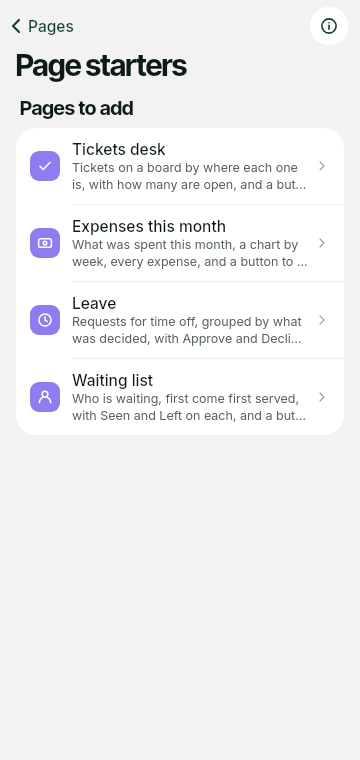 Pages
Page starters
Pages to add
Tickets desk
Tickets on a board by where each one
is, with how many are open, and a but...
Expenses this month
What was spent this month, a chart by
week, every expense, and a button to ...
Leave
Requests for time off, grouped by what
was decided, with Approve and Decli...
Waiting list
Who is waiting, first come first served,
with Seen and Left on each, and a but...